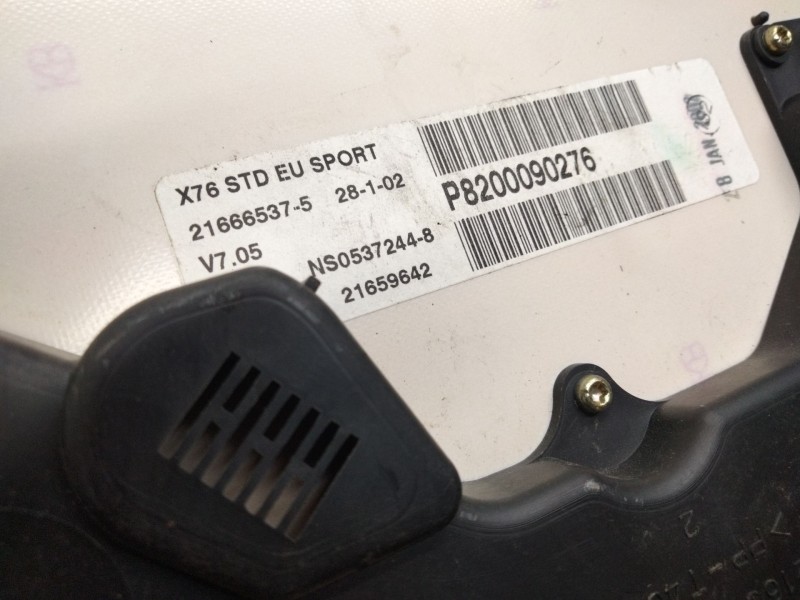 X76 STD EU SPORT
21666537-5 28-1-02
V7.05 NS0537244-8
21659642
P8200090276
28 JAN 2002